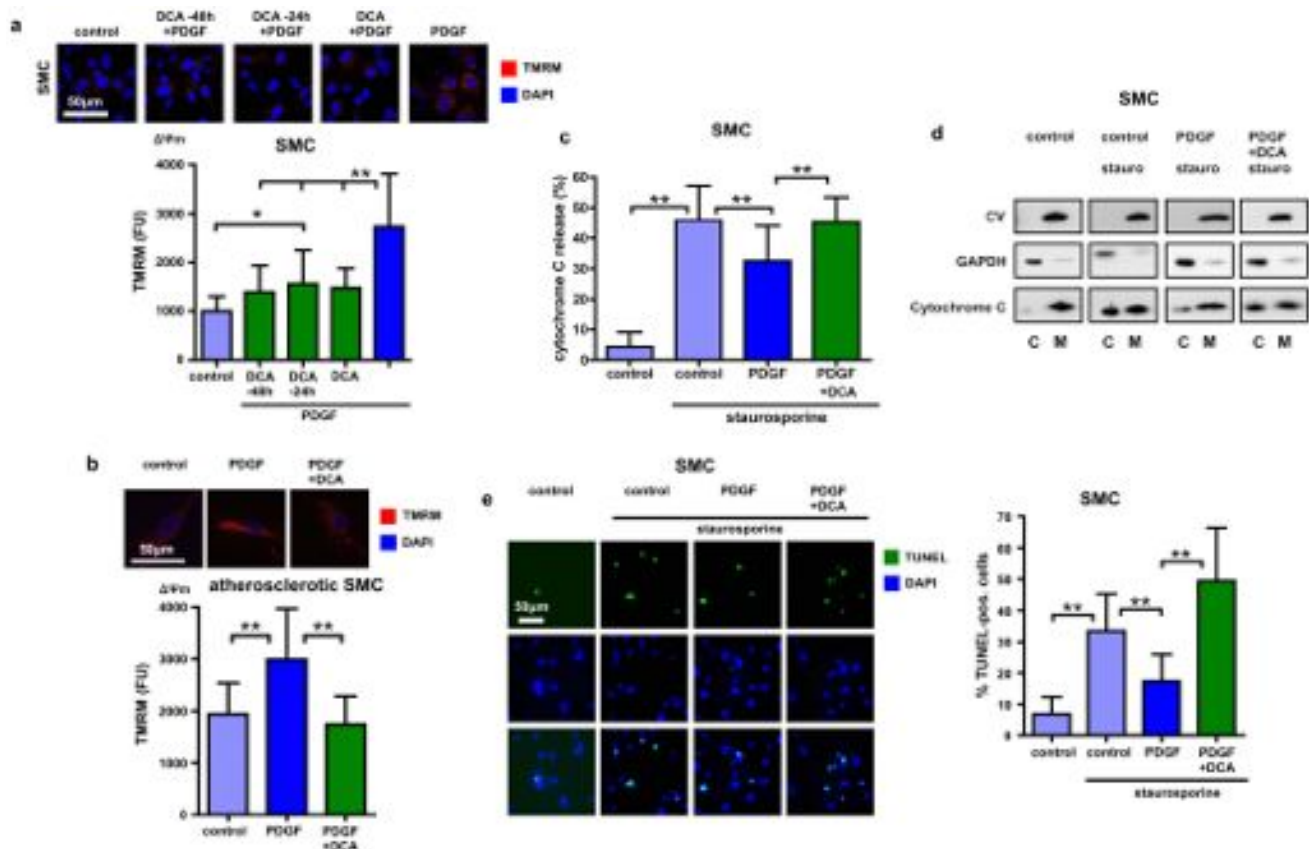 a
control
DCA -48h
+PDGF
DCA -24h
+PDGF
DCA
+PDGF
PDGF
SMC
50µm
TMRM
DAPI
ΔΨm
SMC
TMRM (FU)
4000
3000
2000
1000
0
*
**
control
DCA
-48h
DCA
-24h
DCA
PDGF
b
control
PDGF
PDGF
+DCA
50µm
TMRM
DAPI
ΔΨm
atherosclerotic SMC
TMRM (FU)
4000
3000
2000
1000
0
**
**
control
PDGF
PDGF
+DCA
c
SMC
cytochrome C release (%)
60
50
40
30
20
10
0
**
**
**
control
control
PDGF
PDGF
+DCA
staurosporine
d
SMC
control
control
stauro
PDGF
stauro
PDGF
+DCA
stauro
CV
GAPDH
Cytochrome C
C M
C M
C M
C M
e
SMC
control
control
PDGF
PDGF
+DCA
staurosporine
50µm
TUNEL
DAPI
SMC
% TUNEL-pos. cells
70
60
50
40
30
20
10
0
**
**
**
control
control
PDGF
PDGF
+DCA
staurosporine